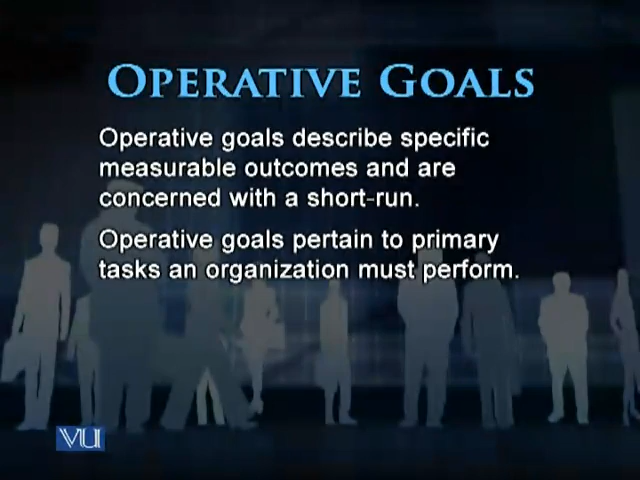 OPERATIVE GOALS
Operative goals describe specific
measurable outcomes and are
concerned with a short-run.
Operative goals pertain to primary
tasks an organization must perform.
VU